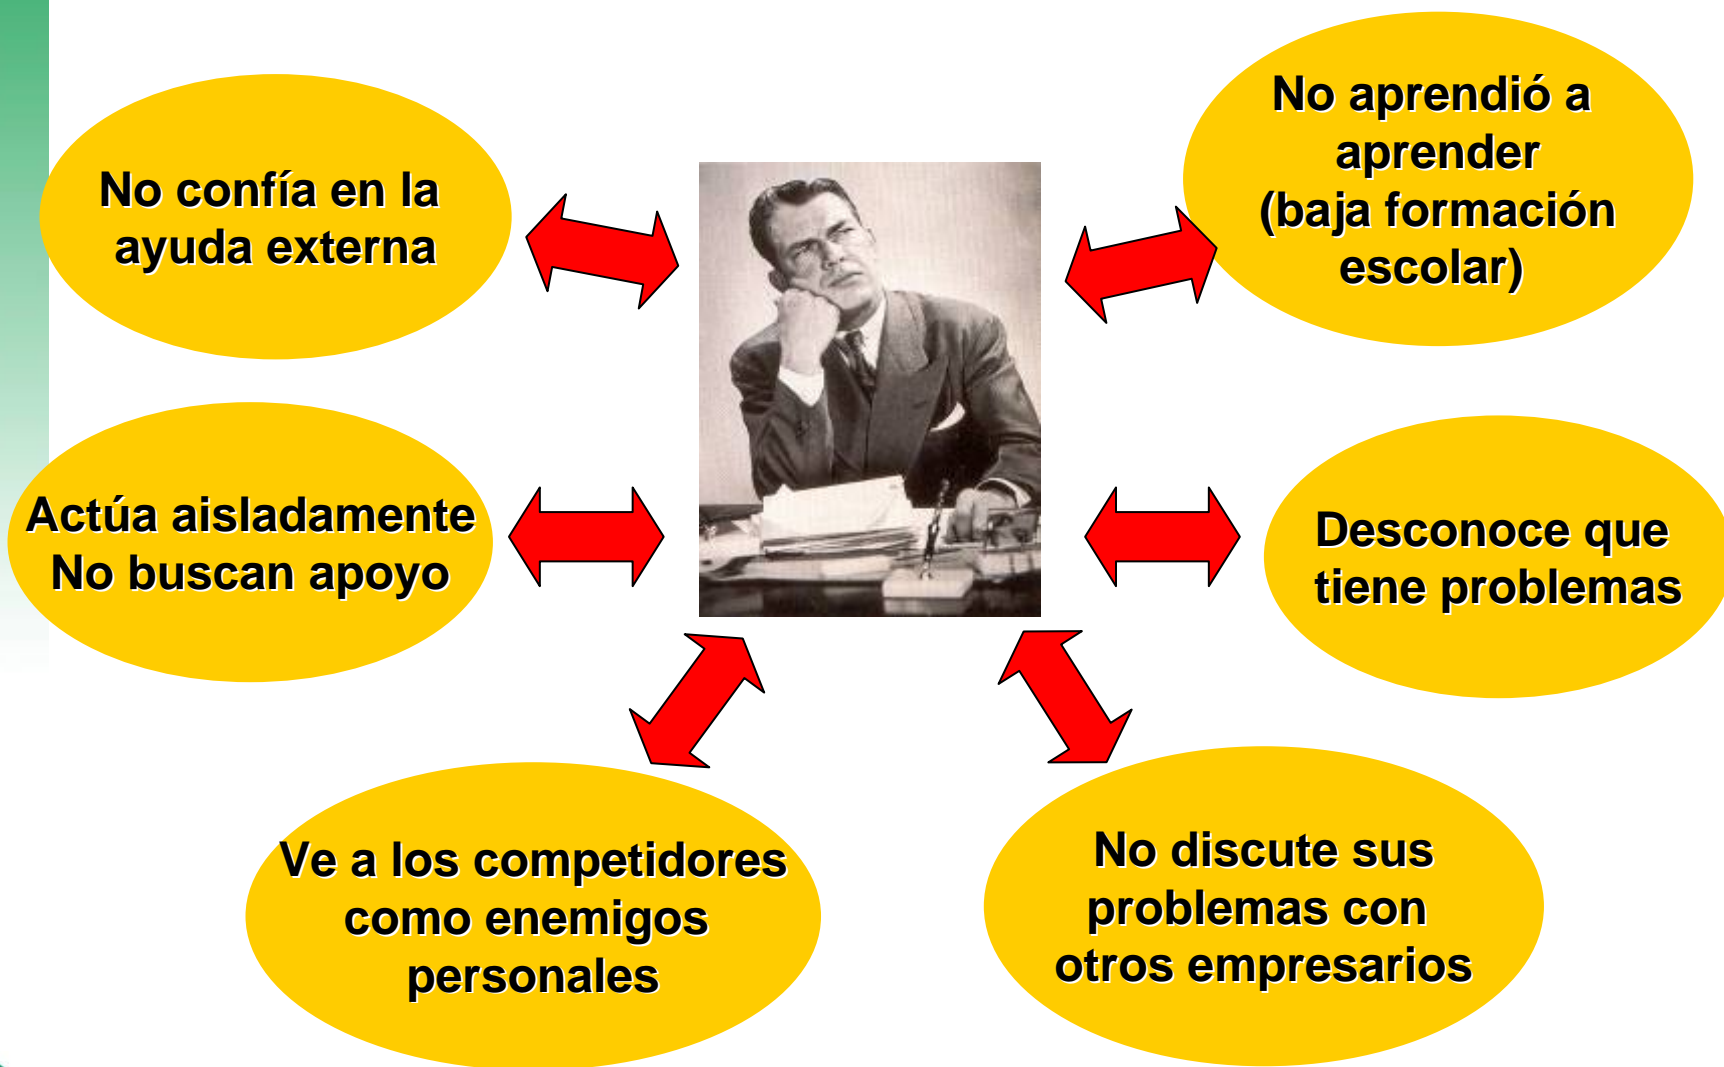 No confía en la
ayuda externa
No aprendió a
aprender
(baja formación
escolar)
Actúa aisladamente
No buscan apoyo
Desconoce que
tiene problemas
Ve a los competidores
como enemigos
personales
No discute sus
problemas con
otros empresarios